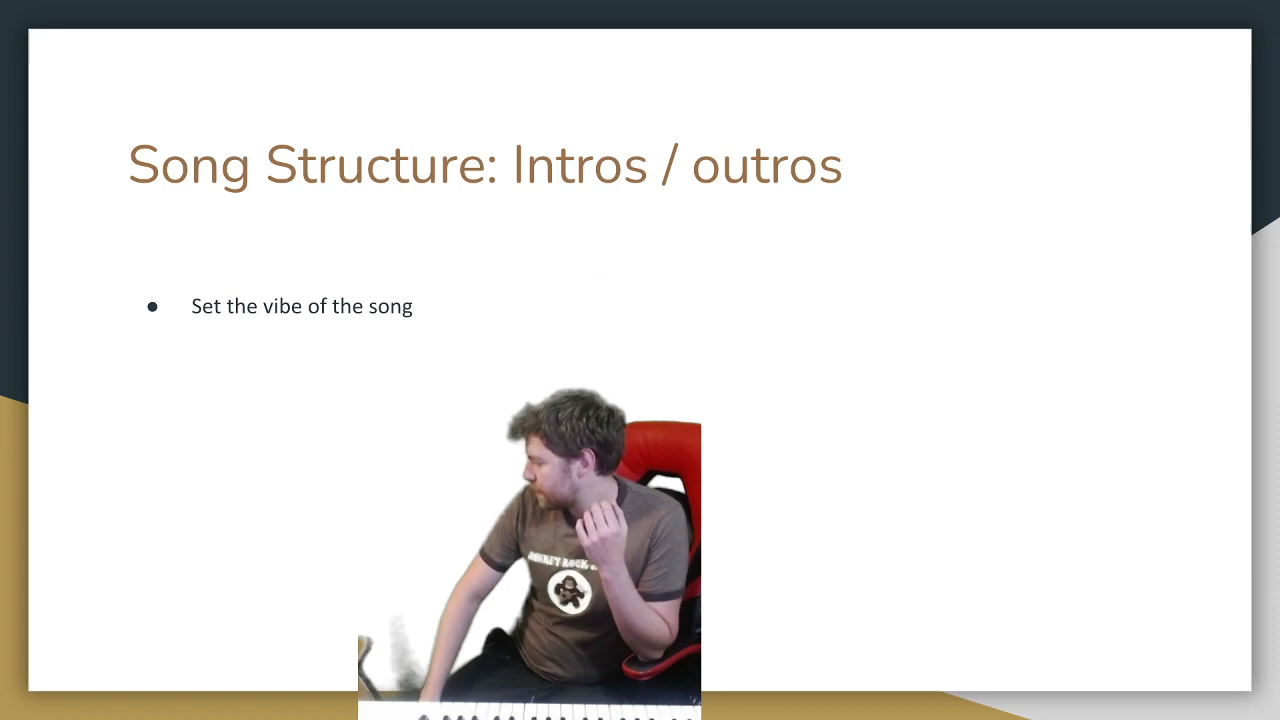 Song Structure: Intros / outros
● Set the vibe of the song